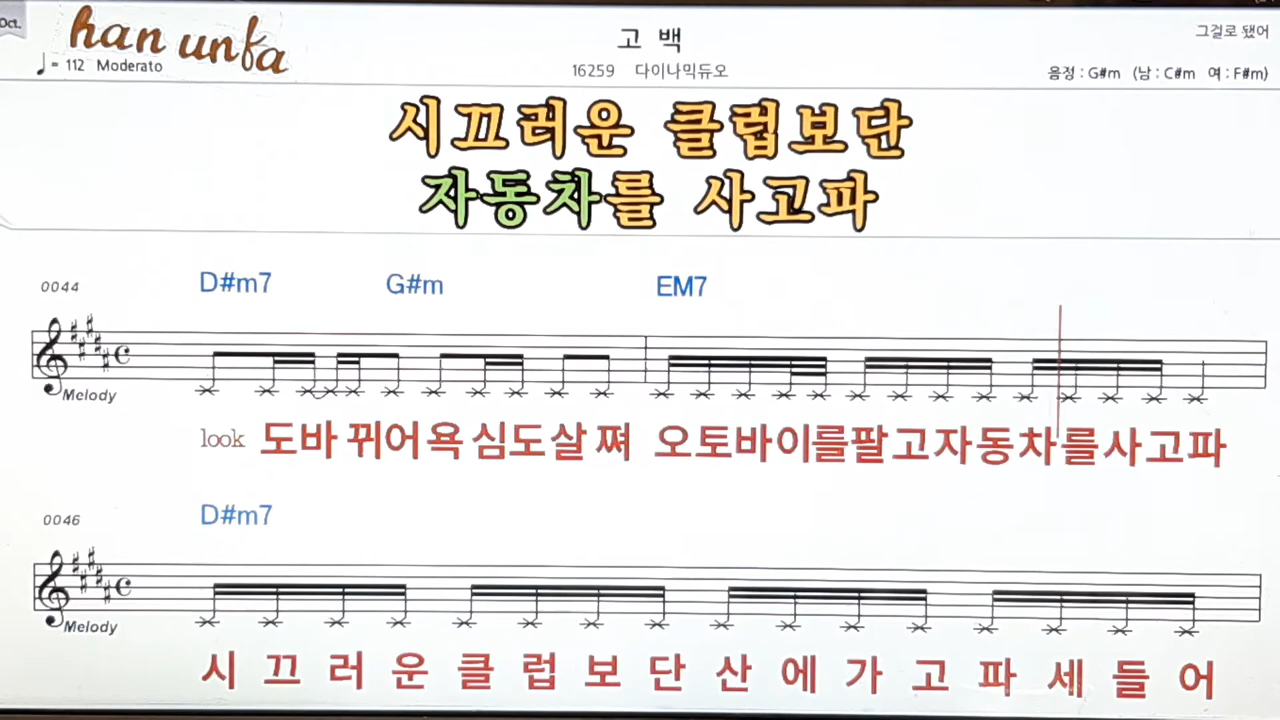 Oct.
han unfa
♩= 112 Moderato
고 백
16259 다이나믹듀오
그걸로 됐어
음정 : G#m (남 : C#m 여 : F#m)
시끄러운 클럽보단
자동차를 사고파
0044
D#m7 G#m EM7
Melody
look 도바 뀌어욕심도살쪄 오토바이를팔고자동차를사고파
0046
D#m7
Melody
시끄러운클럽보단산에가고파세들어